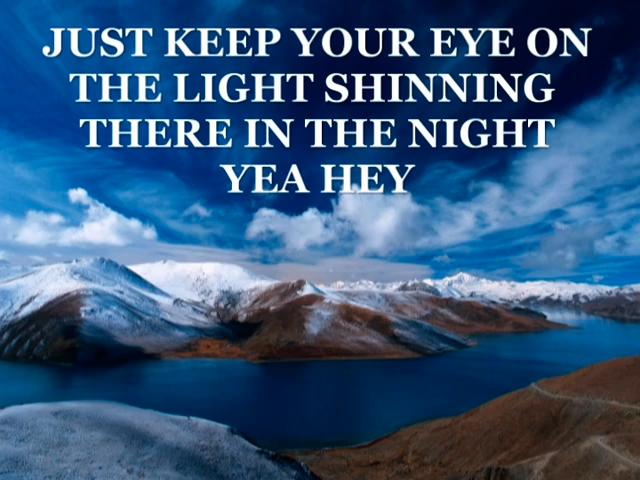 JUST KEEP YOUR EYE ON
THE LIGHT SHINNING
THERE IN THE NIGHT
YEA HEY